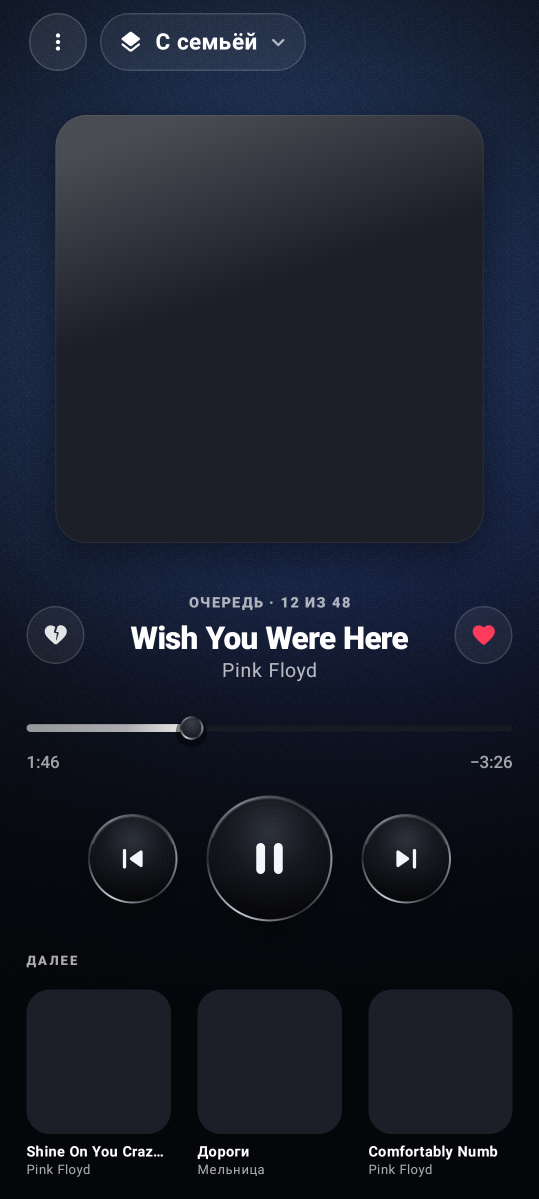 С семьёй
ОЧЕРЕДЬ · 12 ИЗ 48
Wish You Were Here
Pink Floyd
1:46
−3:26
ДАЛЕЕ
Shine On You Craz…
Pink Floyd
Дороги
Мельница
Comfortably Numb
Pink Floyd